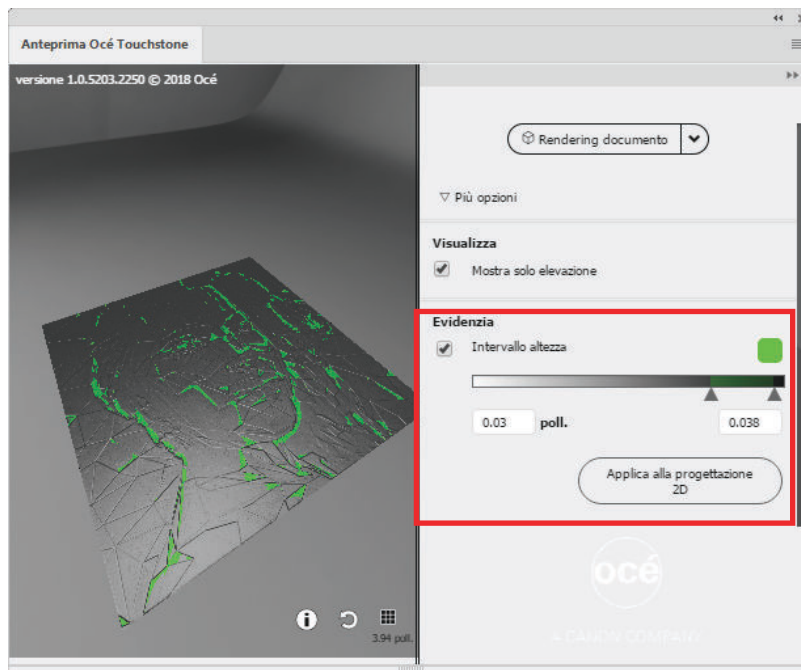 Anteprima Océ Touchstone
versione 1.0.5203.2250 © 2018 Océ
Rendering documento
Più opzioni
Visualizza
Mostra solo elevazione
Evidenzia
Intervallo altezza
0.03 poll. 0.038
Applica alla progettazione
2D
océ
A CANON COMPANY
3.94 poll.